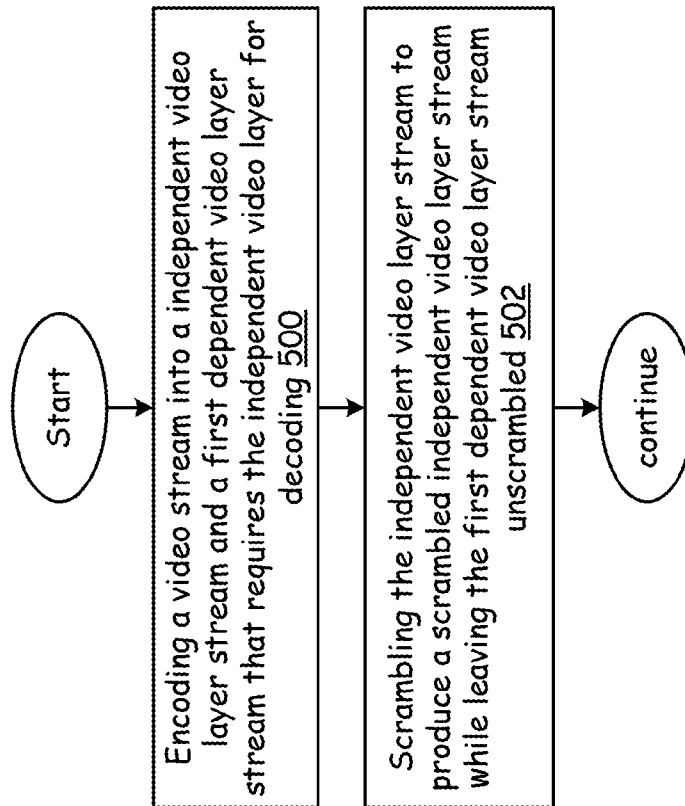 Start
Encoding a video stream into a independent video
layer stream and a first dependent video layer
stream that requires the independent video layer for
decoding 500
Scrambling the independent video layer stream to
produce a scrambled independent video layer stream
while leaving the first dependent video layer stream
unscrambled 502
continue